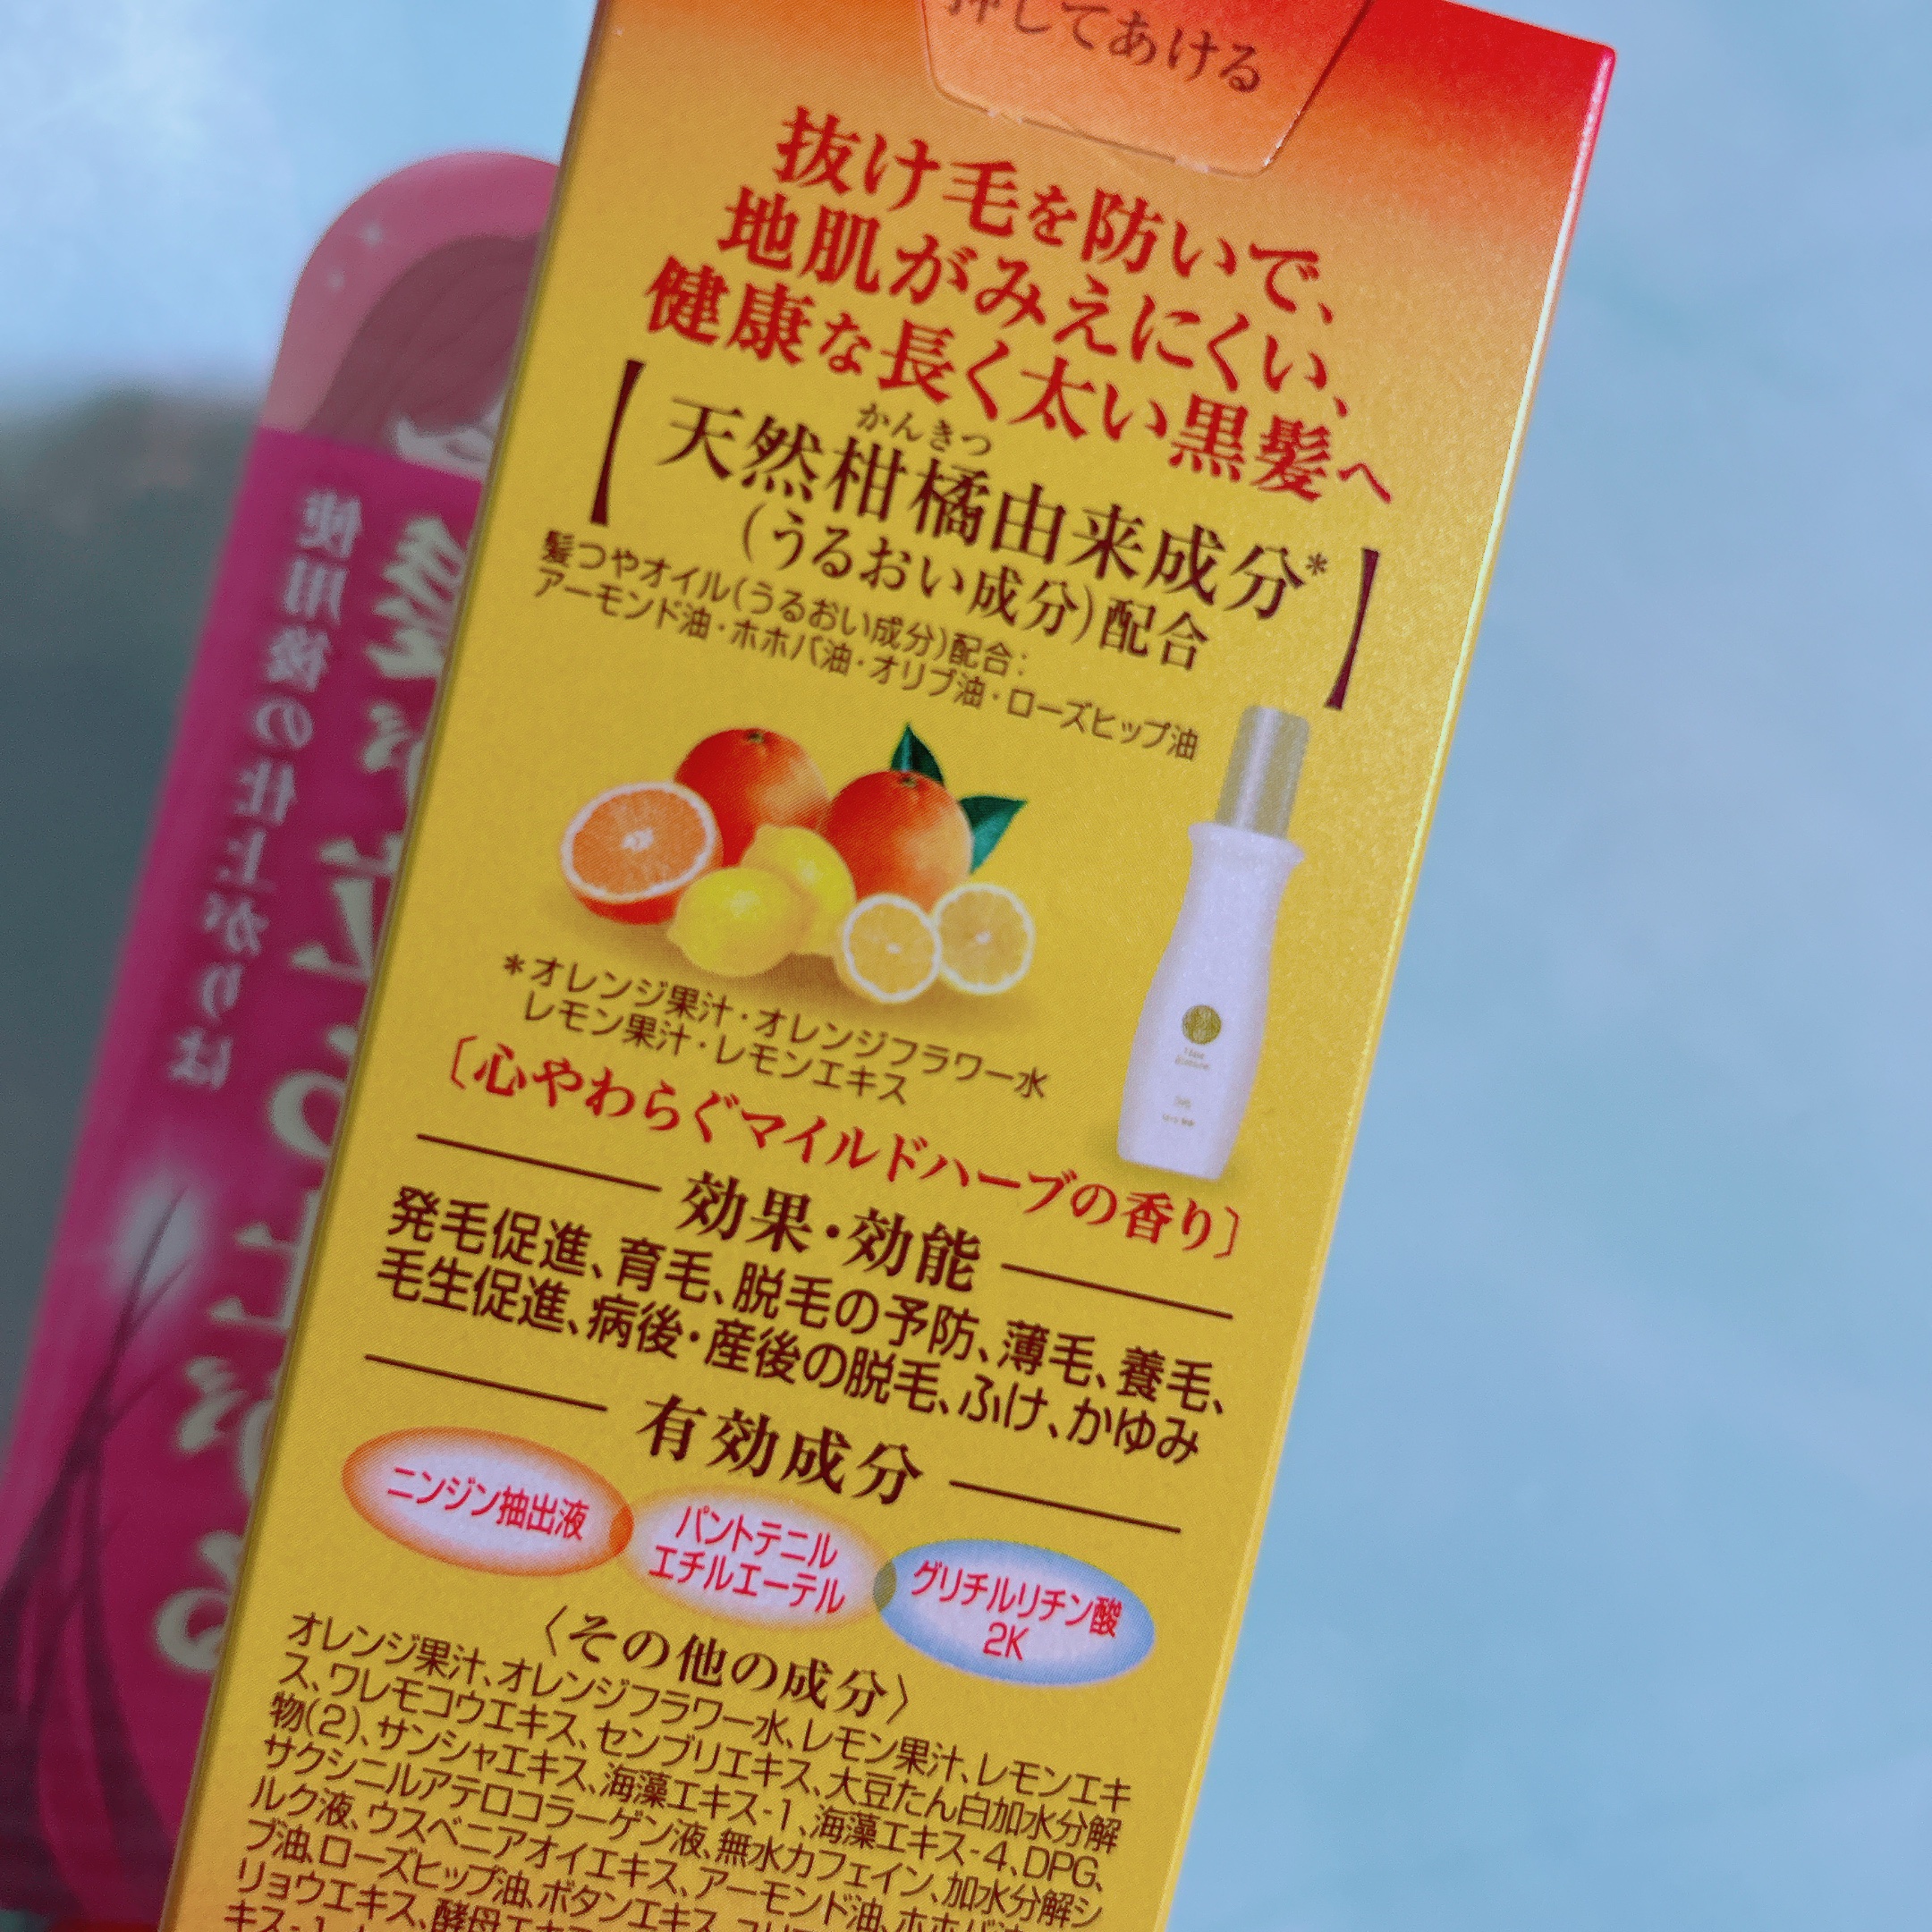 押してあける
抜け毛を防いで、
地肌がみえにくい、
健康な長く太い黒髪へ
かんきつ
天然柑橘由来成分*
(うるおい成分)配合
髪つやオイル(うるおい成分)配合:
アーモンド油・ホホバ油・オリブ油・ローズヒップ油
*オレンジ果汁・オレンジフラワー水
レモン果汁・レモンエキス
〔心やわらぐマイルドハーブの香り〕
効果・効能
発毛促進、育毛、脱毛の予防、薄毛、養毛、
毛生促進、病後・産後の脱毛、ふけ、かゆみ
有効成分
ニンジン抽出液
パントテニル
エチルエーテル
グリチルリチン酸
2K
〈その他の成分〉
オレンジ果汁、オレンジフラワー水、レモン果汁、レモンエキ
ス、ワレモコウエキス、センブリエキス、大豆たん白加水分解
物(2)、サンシャエキス、海藻エキス-1、海藻エキス-4、DPG、
サクシニルアテロコラーゲン液、無水カフェイン、加水分解シ
ルク液、ウスベニアオイエキス、アーモンド油、ホホバ油
ブ油、ローズヒップ油、ボタンエキス、ユリ
リョウエキス、酵母エキス
キス-1
使用後の仕上がりは